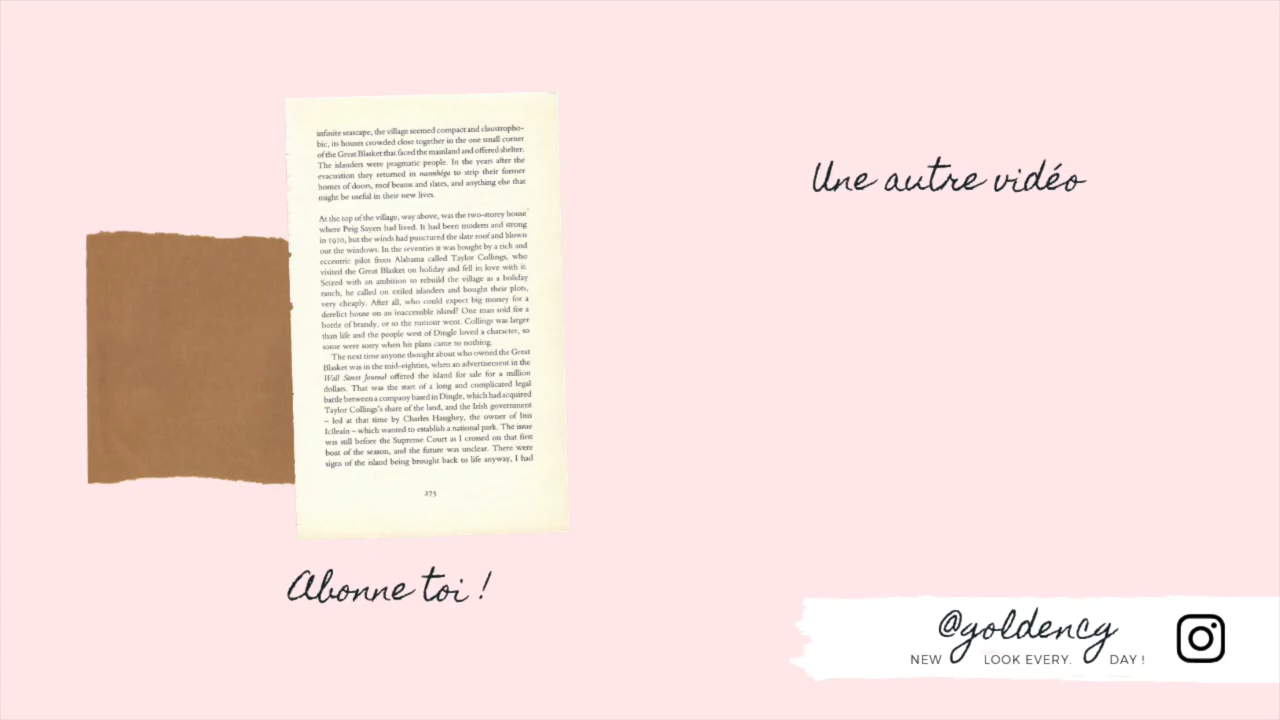 infinite seascape, the village seemed compact and claustropho-
bic, its houses crowded close together in the one small corner
of the Great Blasket that faced the mainland and offered shelter.
The islanders were pragmatic people. In the years after the
evacuation they returned in nannhéga to strip their former
homes of doors, roof beams and slates, and anything else that
might be useful in their new lives.
At the top of the village, way above, was the two-storey house
where Peig Sayers had lived. It had been modern and strong
in 1910, but the winds had punctured the slate roof and blown
out the windows. In the seventies it was bought by a rich and
eccentric pilot from Alabama called Taylor Collings, who
visited the Great Blasket on holiday and fell in love with it.
Seized with an ambition to rebuild the village as a holiday
ranch, he called on exiled islanders and bought their plots,
very cheaply. After all, who could expect big money for a
derelict house on an inaccessible island? One man sold for a
bottle of brandy, or so the rumour went. Collings was larger
than life and the people west of Dingle loved a character, so
some were sorry when his plans came to nothing.
The next time anyone thought about who owned the Great
Blasket was in the mid-eighties, when an advertisement in the
Wall Street Journal offered the island for sale for a million
dollars. That was the start of a long and complicated legal
battle between a company based in Dingle, which had acquired
Taylor Collings's share of the land, and the Irish government
– led at that time by Charles Haughey, the owner of Inis
Icileáin – which wanted to establish a national park. The issue
was still before the Supreme Court as I crossed on that first
boat of the season, and the future was unclear. There were
signs of the island being brought back to life anyway, I had
275
Une autre vidéo
Abonne toi !
@goldency
NEW LOOK EVERY. DAY !